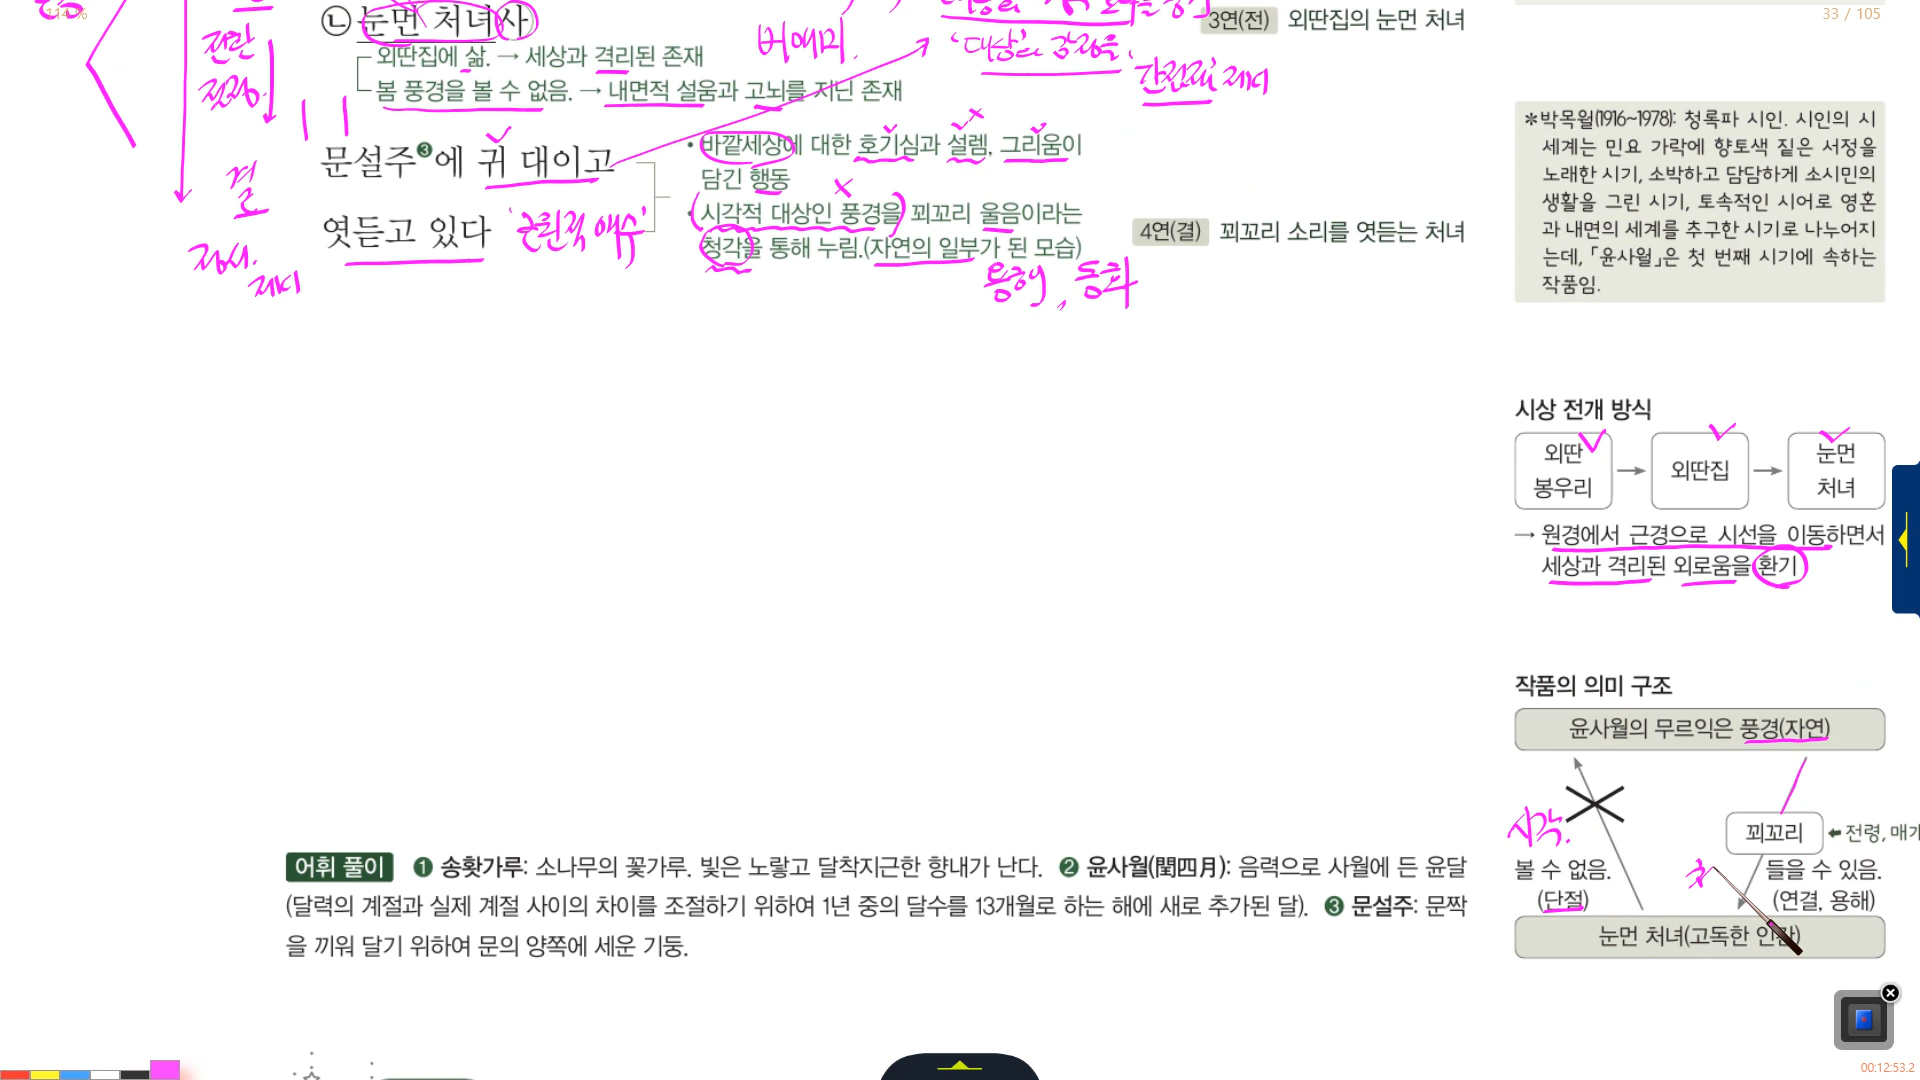 114 %
33 / 105
㉡ 눈먼 처녀사
외딴집에 삶. → 세상과 격리된 존재
봄 풍경을 볼 수 없음. → 내면적 설움과 고뇌를 지닌 존재
3연(전) 외딴집의 눈먼 처녀
전환
절정.
버예미.
'대상'의 감정을
간접적 제시
문설주❸에 귀 대이고
• 바깥세상에 대한 호기심과 설렘, 그리움이
담긴 행동
엿듣고 있다
'근원적 애수'
• 시각적 대상인 풍경을 꾀꼬리 울음이라는
청각을 통해 누림.(자연의 일부가 된 모습)
용해, 동화
4연(결) 꾀꼬리 소리를 엿듣는 처녀
결
정서.
제시
＊박목월(1916~1978): 청록파 시인. 시인의 시
세계는 민요 가락에 향토색 짙은 서정을
노래한 시기, 소박하고 담담하게 소시민의
생활을 그린 시기, 토속적인 시어로 영혼
과 내면의 세계를 추구한 시기로 나누어지
는데, 「윤사월」은 첫 번째 시기에 속하는
작품임.
시상 전개 방식
외딴 봉우리 → 외딴집 → 눈먼 처녀
→ 원경에서 근경으로 시선을 이동하면서
세상과 격리된 외로움을 환기
작품의 의미 구조
윤사월의 무르익은 풍경(자연)
시각.
꾀꼬리 ← 전령, 매개
볼 수 없음.
(단절)
들을 수 있음.
(연결, 용해)
눈먼 처녀(고독한 인간)
어휘 풀이 ❶ 송홧가루: 소나무의 꽃가루. 빛은 노랗고 달착지근한 향내가 난다. ❷ 윤사월(閏四月): 음력으로 사월에 든 윤달
(달력의 계절과 실제 계절 사이의 차이를 조절하기 위하여 1년 중의 달수를 13개월로 하는 해에 새로 추가된 달). ❸ 문설주: 문짝
을 끼워 달기 위하여 문의 양쪽에 세운 기둥.
00:12:53.2